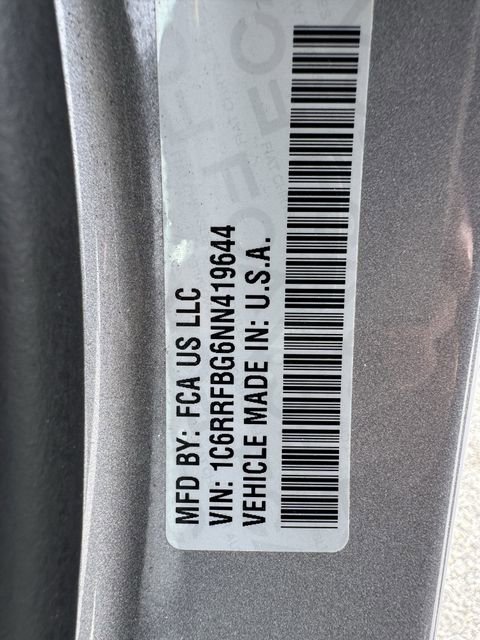 MFD BY: FCA US LLC
VIN: 1C6RRFBG6NN419644
VEHICLE MADE IN: U.S.A.